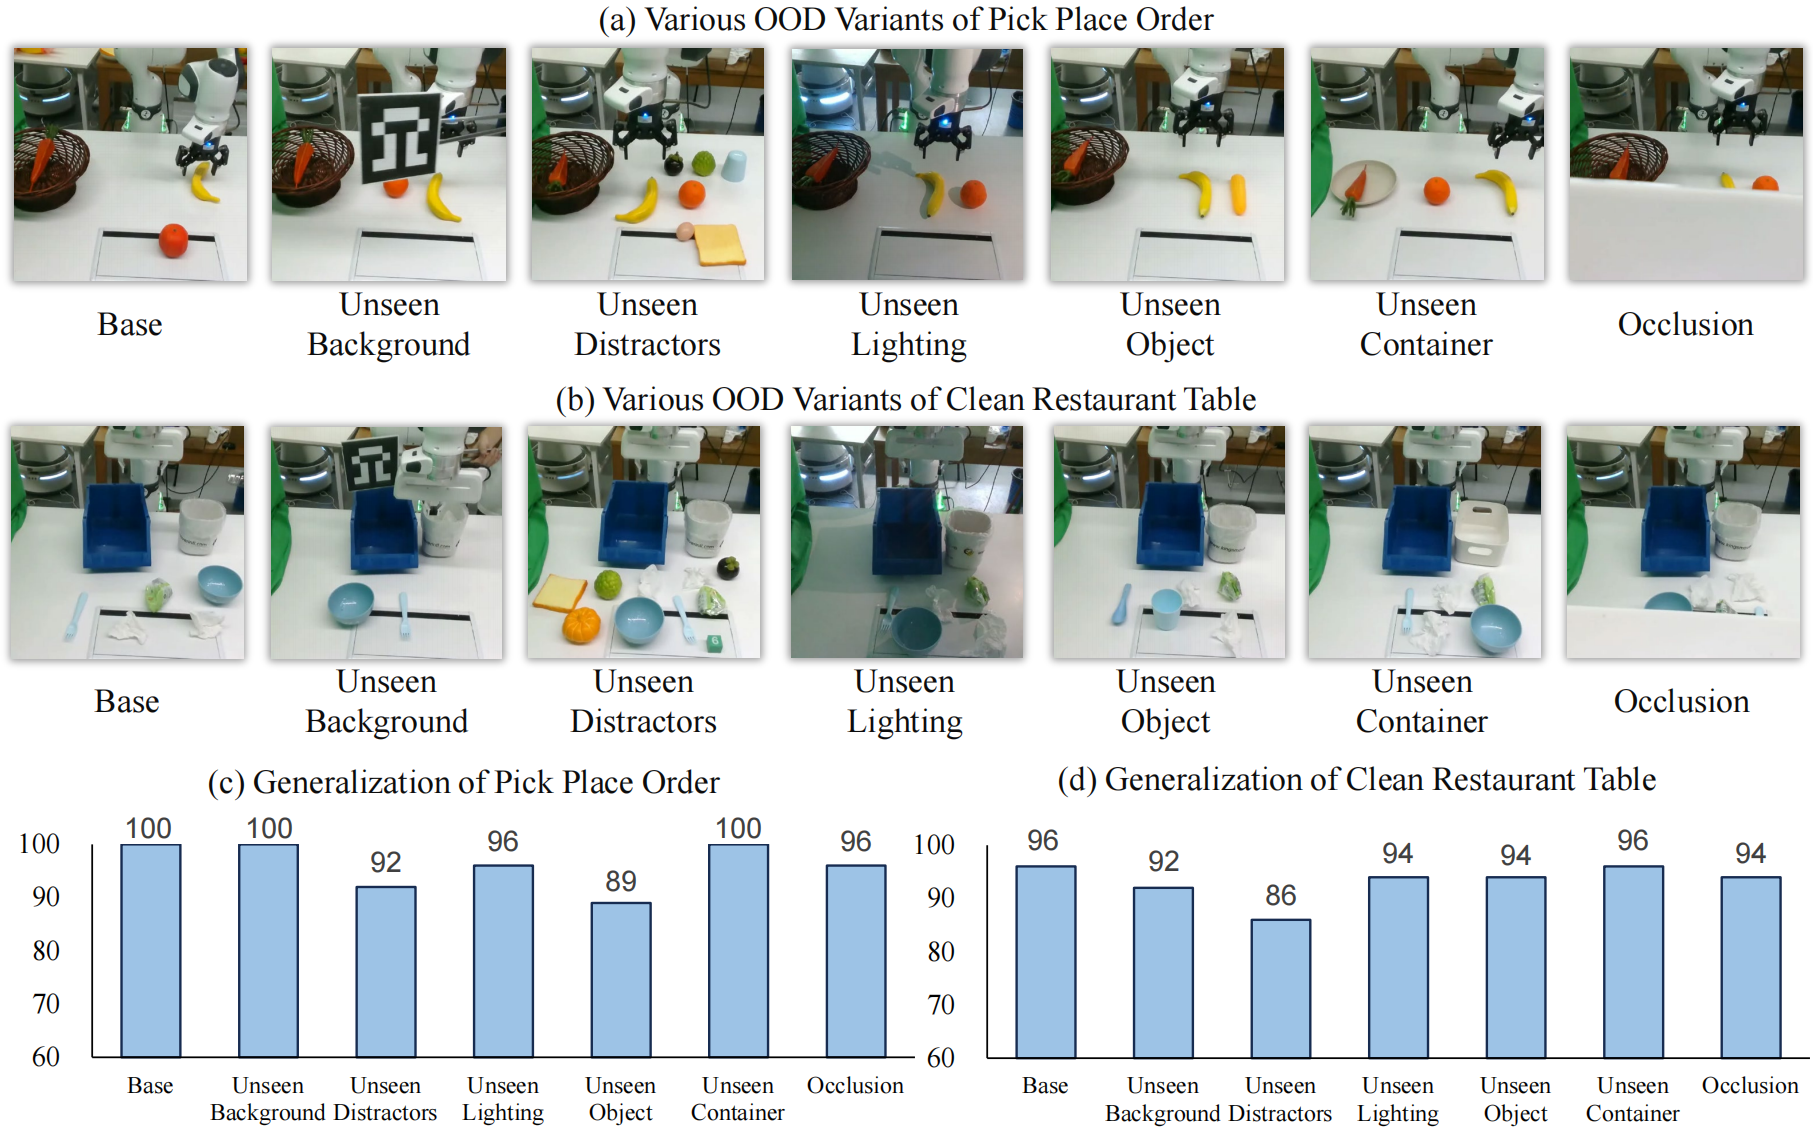 (a) Various OOD Variants of Pick Place Order
Base
Unseen
Background
Unseen
Distractors
Unseen
Lighting
Unseen
Object
Unseen
Container
Occlusion
(b) Various OOD Variants of Clean Restaurant Table
6
Base
Unseen
Background
Unseen
Distractors
Unseen
Lighting
Unseen
Object
Unseen
Container
Occlusion
(c) Generalization of Pick Place Order
100
90
80
70
60
100
100
92
96
89
100
96
Base
Unseen
Background
Unseen
Distractors
Unseen
Lighting
Unseen
Object
Unseen
Container
Occlusion
(d) Generalization of Clean Restaurant Table
100
90
80
70
60
96
92
86
94
94
96
94
Base
Unseen
Background
Unseen
Distractors
Unseen
Lighting
Unseen
Object
Unseen
Container
Occlusion